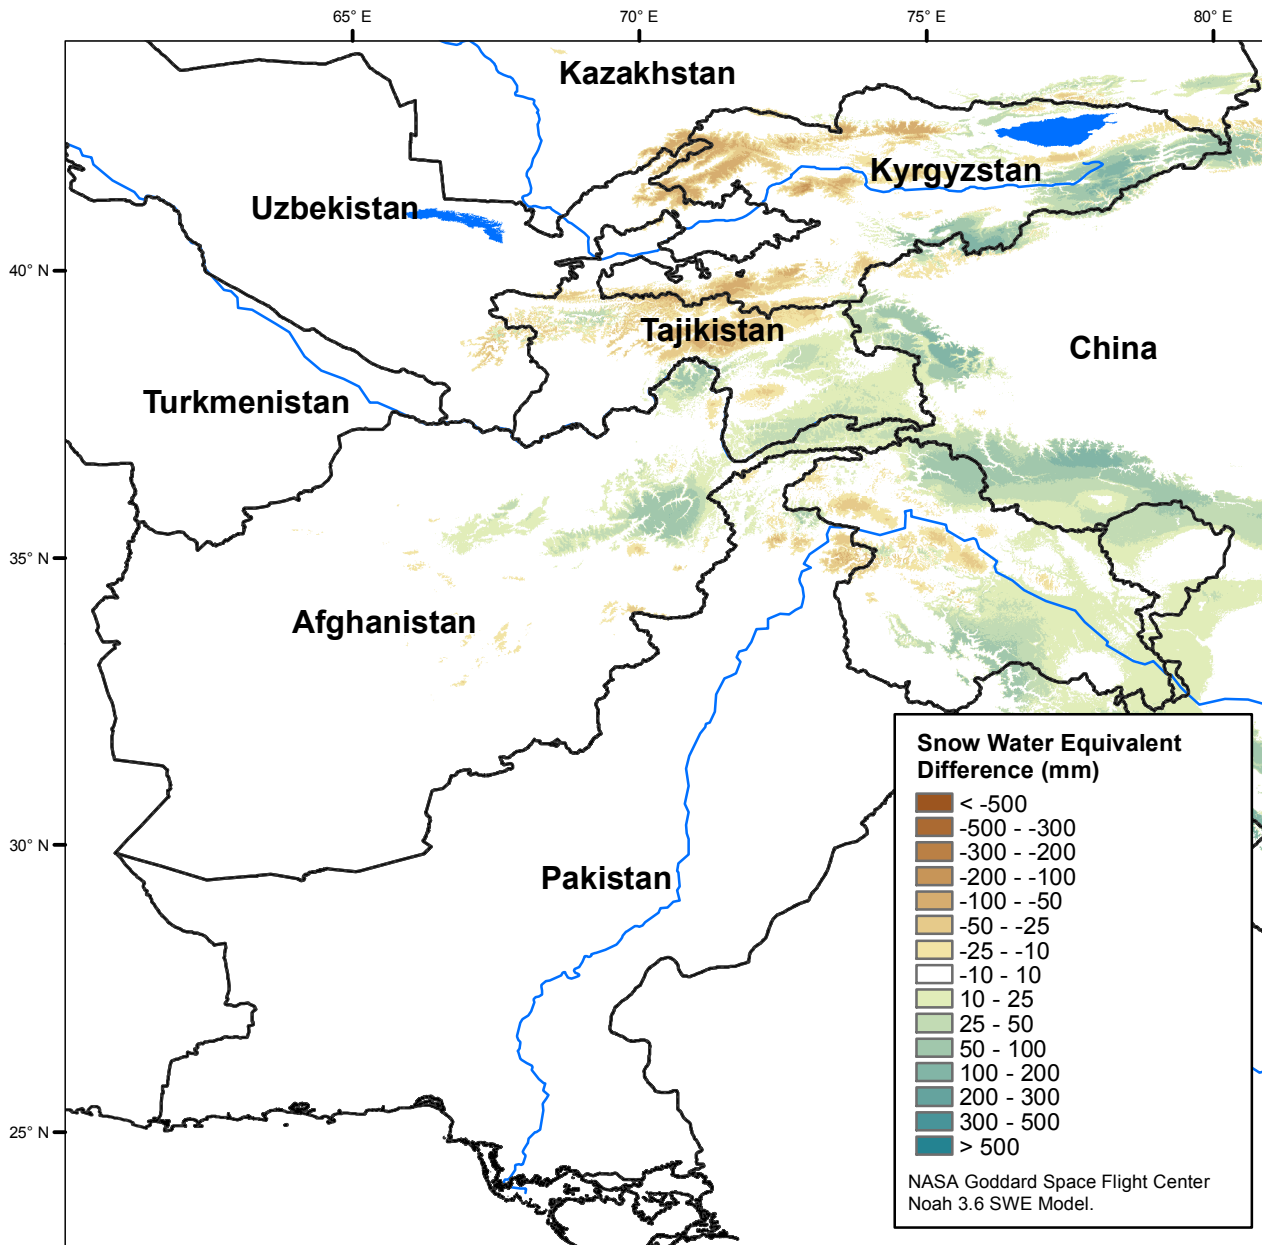 65° E
70° E
75° E
80° E
Kazakhstan
Kyrgyzstan
Uzbekistan
40° N
Tajikistan
China
Turkmenistan
35° N
Afghanistan
Snow Water Equivalent
Difference (mm)
< -500
-500 - -300
-300 - -200
-200 - -100
-100 - -50
-50 - -25
-25 - -10
-10 - 10
10 - 25
25 - 50
50 - 100
100 - 200
200 - 300
300 - 500
> 500
NASA Goddard Space Flight Center
Noah 3.6 SWE Model.
30° N
Pakistan
25° N